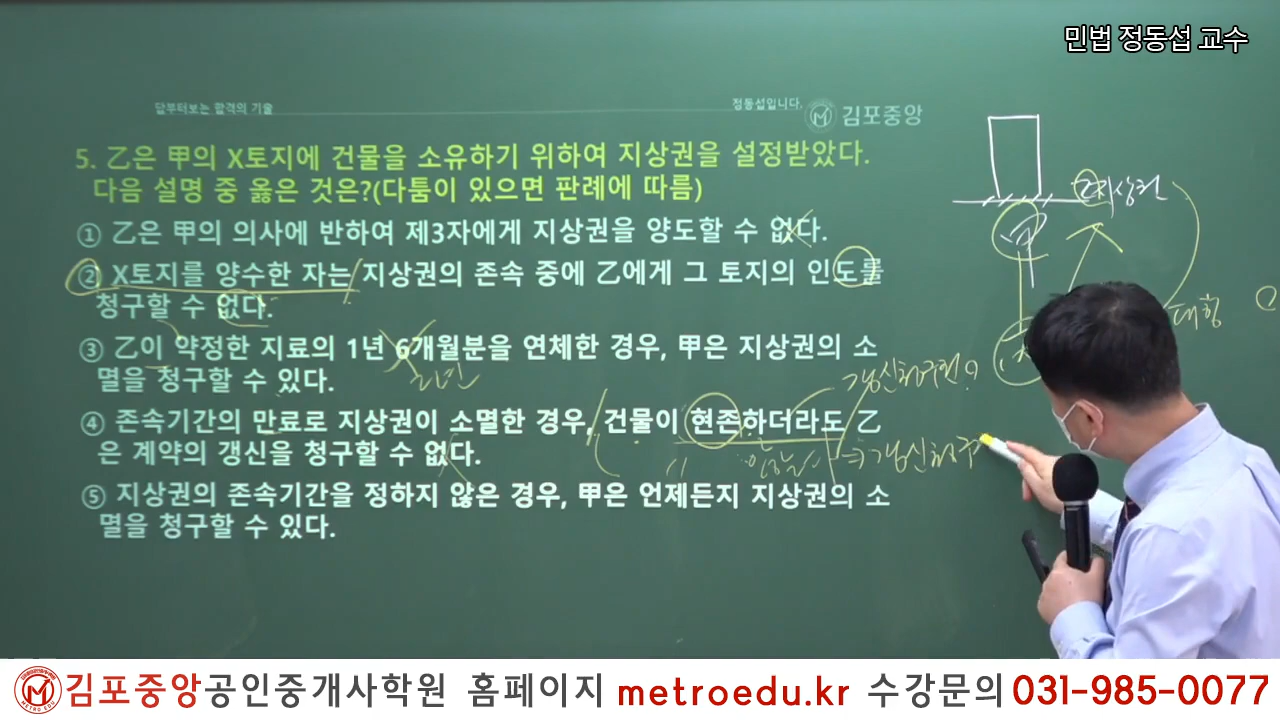 민법 정동섭 교수
답부터보는 합격의 기술
정동섭입니다.
김포중앙
5. 乙은 甲의 X토지에 건물을 소유하기 위하여 지상권을 설정받았다.
다음 설명 중 옳은 것은?(다툼이 있으면 판례에 따름)
① 乙은 甲의 의사에 반하여 제3자에게 지상권을 양도할 수 없다.
② X토지를 양수한 자는 지상권의 존속 중에 乙에게 그 토지의 인도를
청구할 수 없다.
③ 乙이 약정한 지료의 1년 6개월분을 연체한 경우, 甲은 지상권의 소
멸을 청구할 수 있다.
④ 존속기간의 만료로 지상권이 소멸한 경우, 건물이 현존하더라도 乙
은 계약의 갱신을 청구할 수 없다.
⑤ 지상권의 존속기간을 정하지 않은 경우, 甲은 언제든지 지상권의 소
멸을 청구할 수 있다.
乙지상권
대항
갱신청구권?
⇒ 갱신청구
2년
김포중앙공인중개사학원 홈페이지 metroedu.kr 수강문의 031-985-0077
METRO EDU